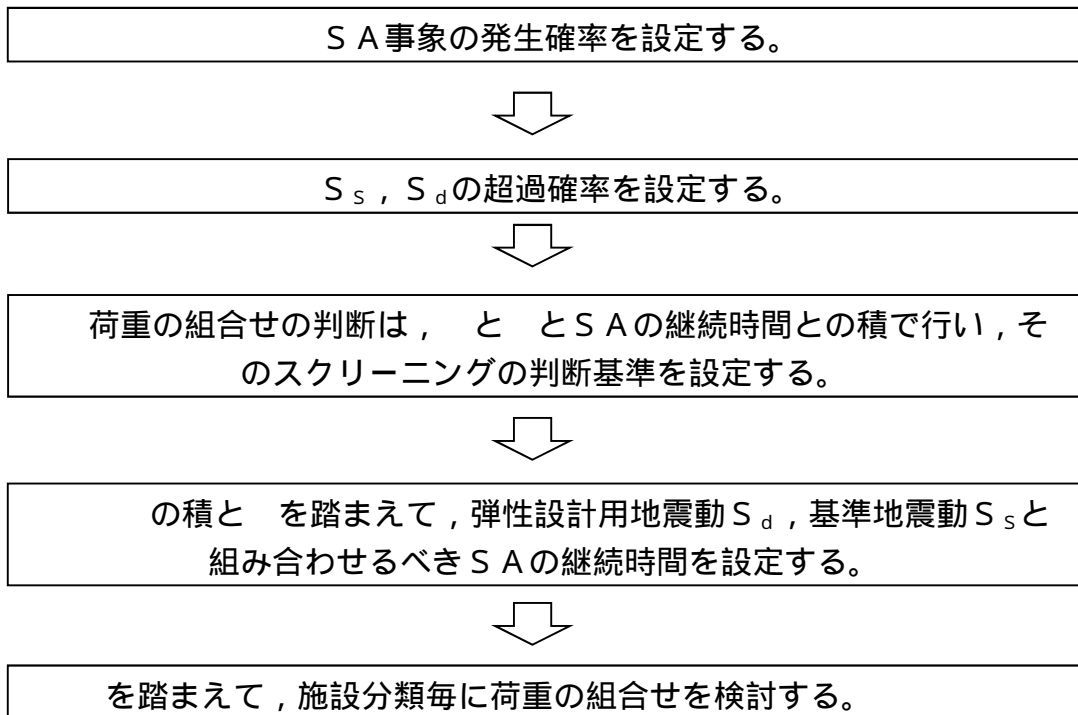 ＳＡ事象の発生確率を設定する。
Ｓｓ，Ｓｄの超過確率を設定する。
荷重の組合せの判断は，　と　とＳＡの継続時間との積で行い，そ
のスクリーニングの判断基準を設定する。
の積と　を踏まえて，弾性設計用地震動Ｓｄ，基準地震動Ｓｓと
組み合わせるべきＳＡの継続時間を設定する。
を踏まえて，施設分類毎に荷重の組合せを検討する。